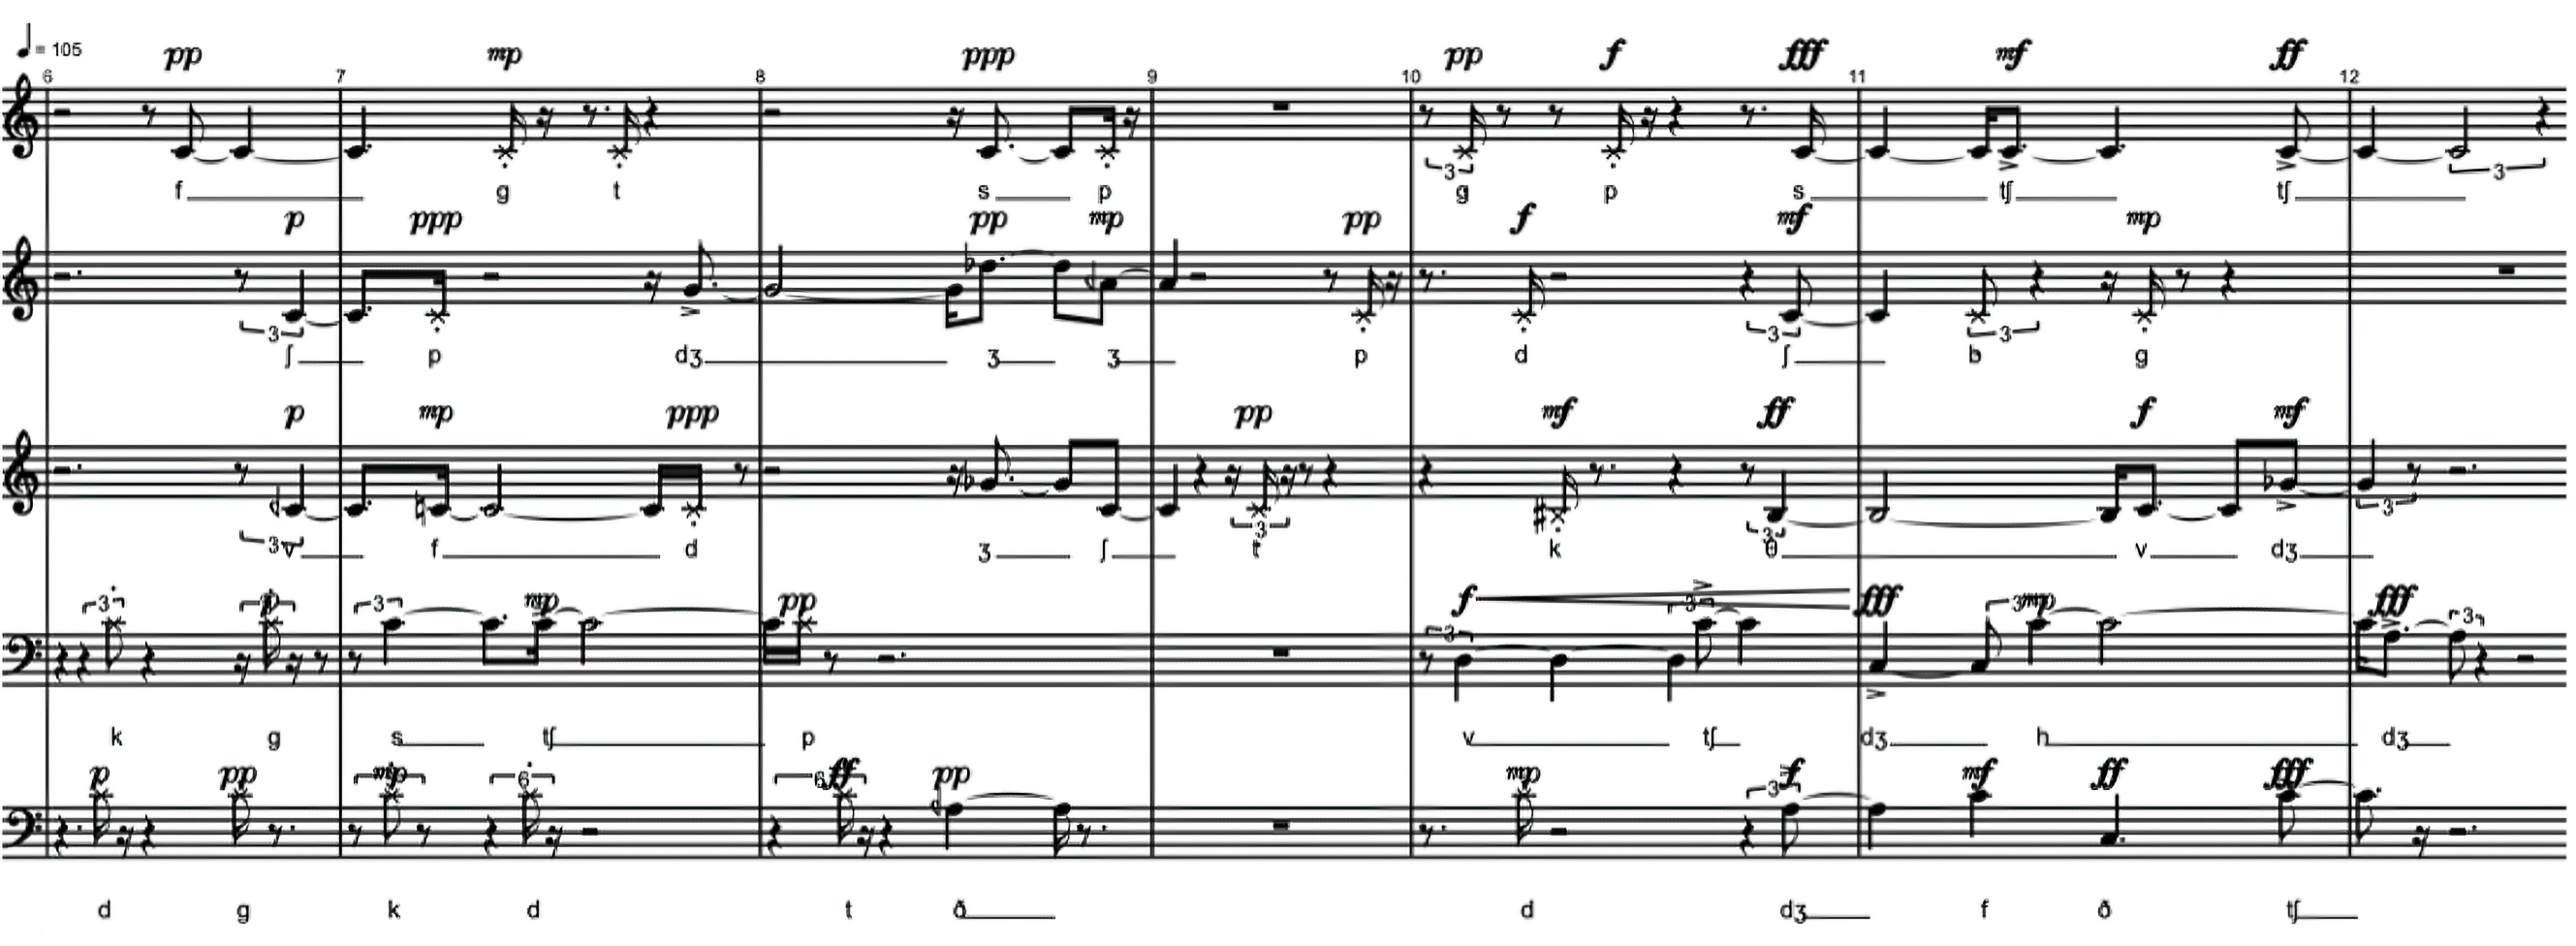 = 105
pp mp ppp pp f fff mf ff
6 7 8 9 10 11 12
3 3
f g t s p g p s tʃ tʃ
p ppp pp mp pp f mf mp
3 3 3
ʃ p dʒ ʒ ʒ p d ʃ b g
p mp ppp pp mf ff f mf
3 3 3 3
v f d ʒ ʃ t k θ v dʒ
3 3 p 3 mp pp f 3 3 fff 3 mp fff 3
k g s tʃ p v tʃ dʒ h dʒ
p pp 3 mp 6 6 ff pp mp 3 f mf ff fff
d g k d t ð d dʒ f ð tʃ